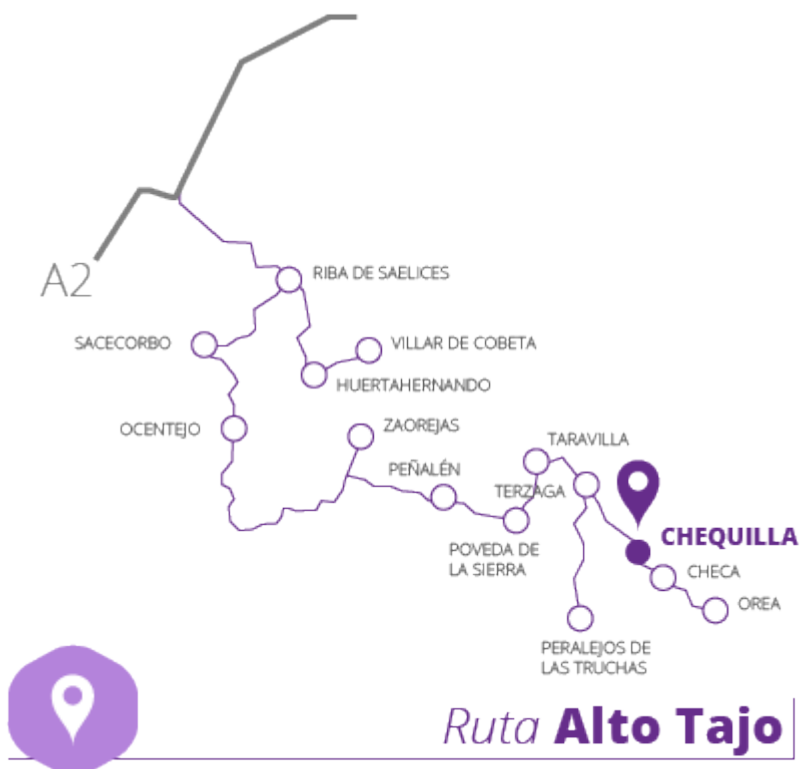 A2
RIBA DE SAELICES
SACECORBO
VILLAR DE COBETA
HUERTAHERNANDO
OCENTEJO
ZAOREJAS
TARAVILLA
PEÑALÉN
TERZAGA
CHEQUILLA
POVEDA DE
LA SIERRA
CHECA
OREA
PERALEJOS DE
LAS TRUCHAS
Ruta Alto Tajo